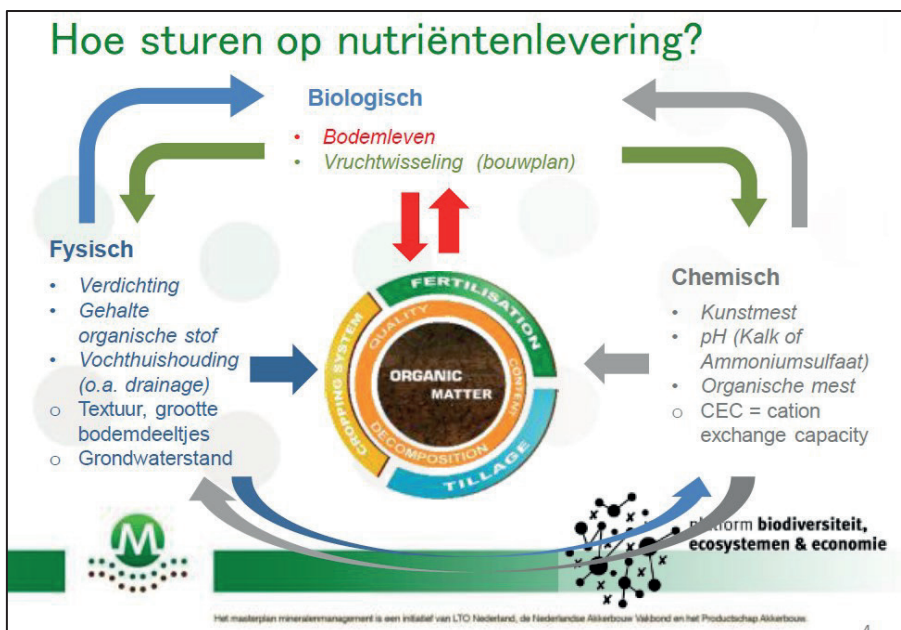 Hoe sturen op nutriëntenlevering?
Biologisch
• Bodemleven
• Vruchtwisseling (bouwplan)
Fysisch
• Verdichting
• Gehalte
organische stof
• Vochthuishouding
(o.a. drainage)
o Textuur, grootte
bodemdeeltjes
o Grondwaterstand
CROPPING SYSTEM
FERTILISATION
TILLAGE
QUALITY
CONTENT
DECOMPOSITION
ORGANIC
MATTER
Chemisch
• Kunstmest
• pH (Kalk of
Ammoniumsulfaat)
• Organische mest
o CEC = cation
exchange capacity
M
platform biodiversiteit,
ecosystemen & economie
Het masterplan mineralenmanagement is een initiatief van LTO Nederland, de Nederlandse Akkerbouw Vakbond en het Productschap Akkerbouw.
4